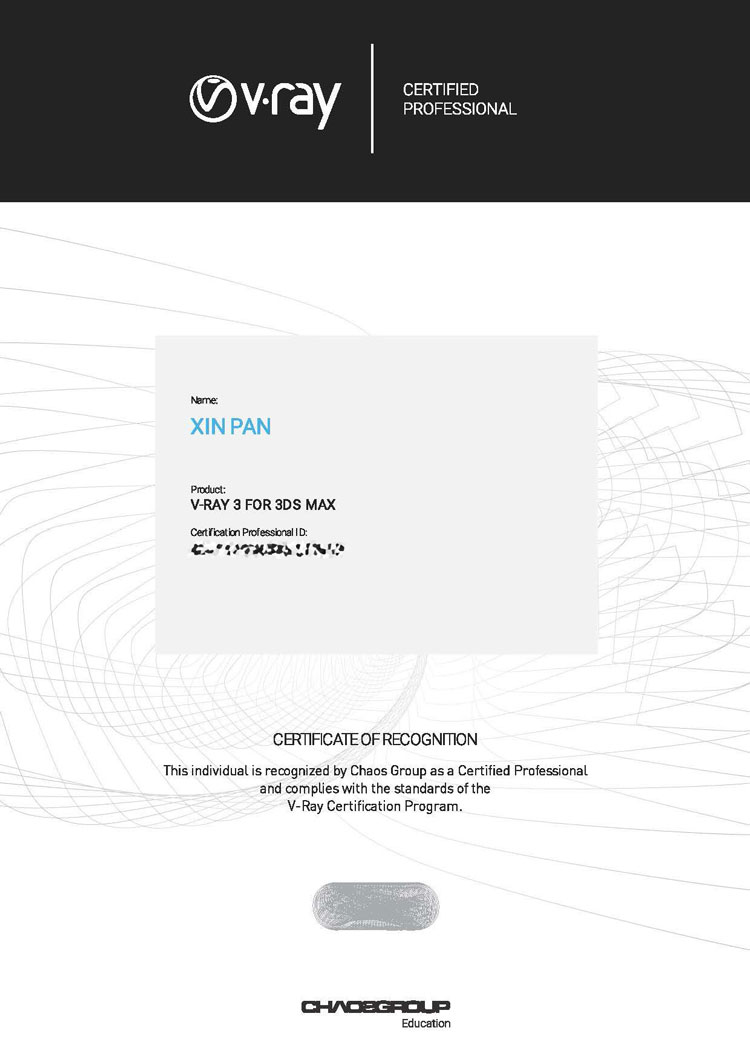 v·ray
CERTIFIED
PROFESSIONAL
Name:
XIN PAN
Product:
V-RAY 3 FOR 3DS MAX
Certification Professional ID:
CERTIFICATE OF RECOGNITION
This individual is recognized by Chaos Group as a Certified Professional
and complies with the standards of the
V-Ray Certification Program.
CHAOSGROUP
Education